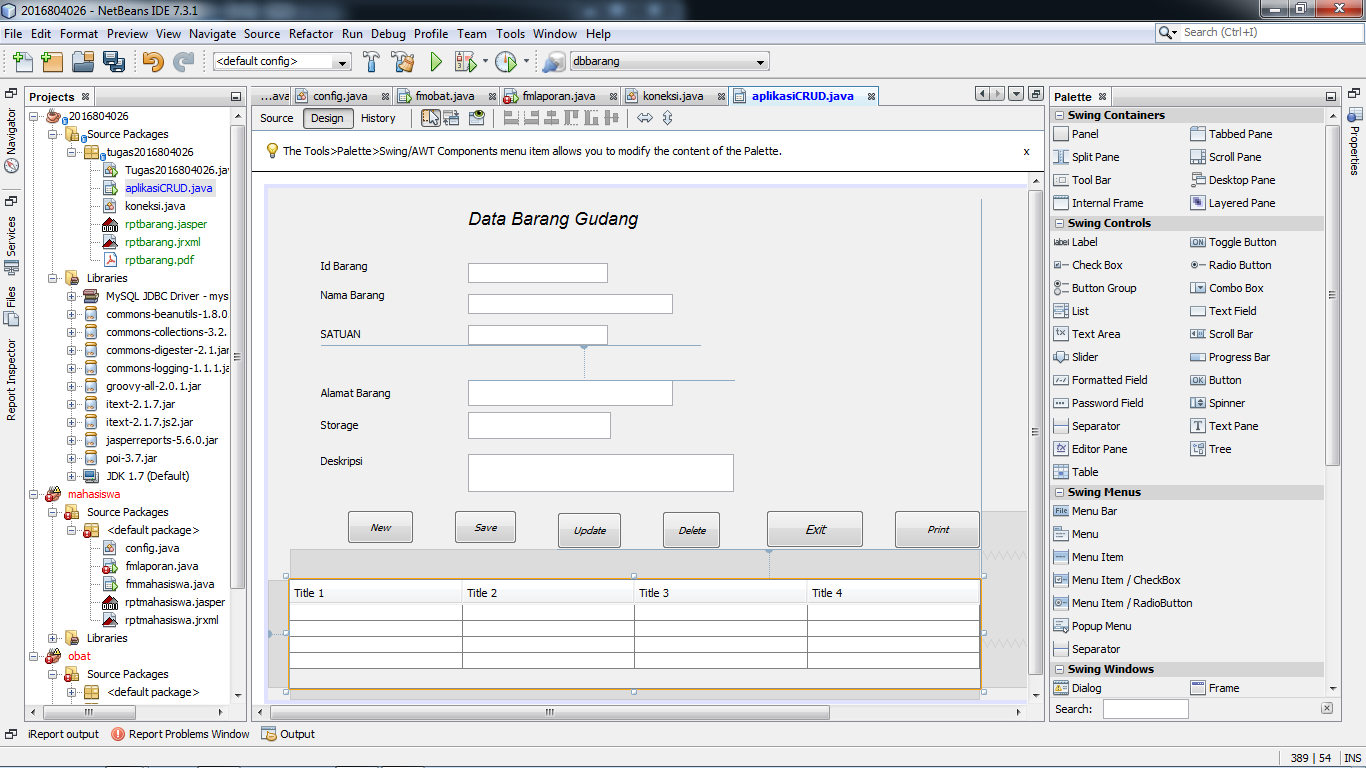 2016804026 - NetBeans IDE 7.3.1
File Edit Format Preview View Navigate Source Refactor Run Debug Profile Team Tools Window Help
Search (Ctrl+I)
<default config>
dbbarang
Navigator
Services
Files
Report Inspector
Projects
2016804026
Source Packages
tugas2016804026
Tugas2016804026.jav
aplikasiCRUD.java
koneksi.java
rptbarang.jasper
rptbarang.jrxml
rptbarang.pdf
Libraries
MySQL JDBC Driver - mys
commons-beanutils-1.8.0
commons-collections-3.2.
commons-digester-2.1.jar
commons-logging-1.1.1.ja
groovy-all-2.0.1.jar
itext-2.1.7.jar
itext-2.1.7.js2.jar
jasperreports-5.6.0.jar
poi-3.7.jar
JDK 1.7 (Default)
mahasiswa
Source Packages
<default package>
config.java
fmlaporan.java
fmmahasiswa.java
rptmahasiswa.jasper
rptmahasiswa.jrxml
Libraries
obat
Source Packages
<default package>
...ava config.java fmobat.java fmlaporan.java koneksi.java aplikasiCRUD.java
Source Design History
The Tools>Palette>Swing/AWT Components menu item allows you to modify the content of the Palette. x
Data Barang Gudang
Id Barang
Nama Barang
SATUAN
Alamat Barang
Storage
Deskripsi
New Save Update Delete Exit Print
Title 1 Title 2 Title 3 Title 4
Palette
Swing Containers
Panel Tabbed Pane
Split Pane Scroll Pane
Tool Bar Desktop Pane
Internal Frame Layered Pane
Swing Controls
label Label ON Toggle Button
Check Box Radio Button
Button Group Combo Box
List Text Field
Text Area Scroll Bar
Slider Progress Bar
Formatted Field OK Button
Password Field Spinner
Separator T Text Pane
Editor Pane Tree
Table
Swing Menus
File Menu Bar
Menu
Menu Item
Menu Item / CheckBox
Menu Item / RadioButton
Popup Menu
Separator
Swing Windows
Dialog Frame
Search:
Properties
iReport output Report Problems Window Output
389 | 54 INS